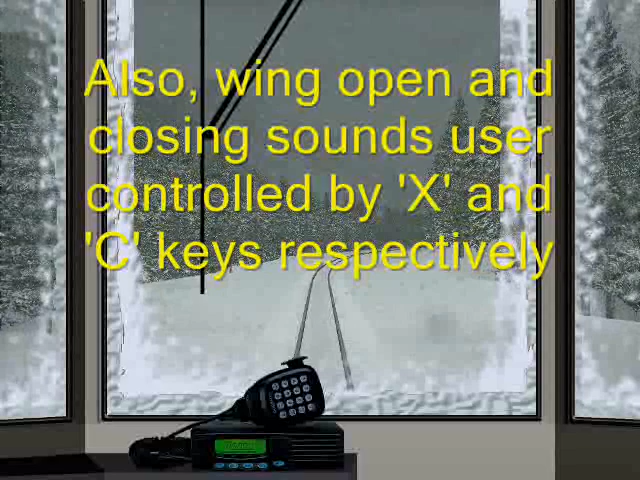 Also, wing open and
closing sounds user
controlled by 'X' and
'C' keys respectively